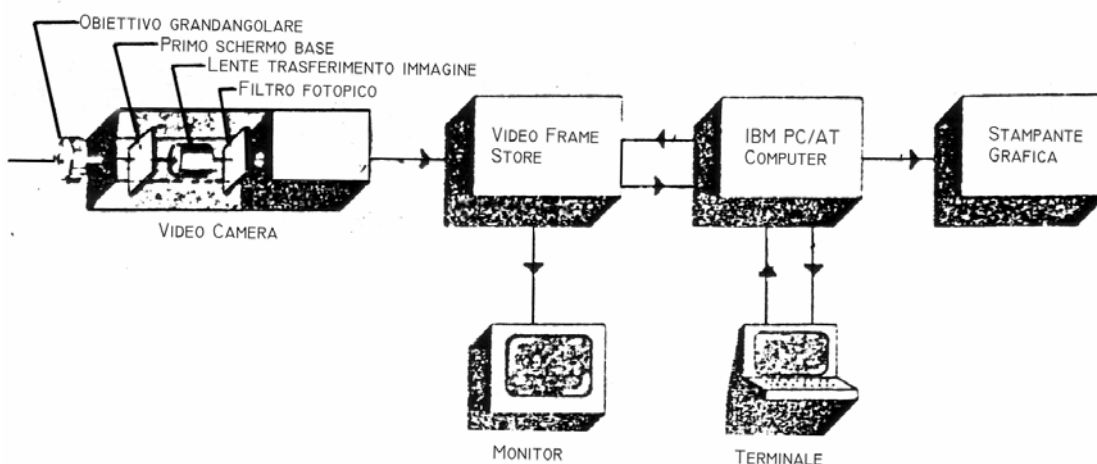 OBIETTIVO GRANDANGOLARE
PRIMO SCHERMO BASE
LENTE TRASFERIMENTO IMMAGINE
FILTRO FOTOPICO
VIDEO CAMERA
VIDEO FRAME
STORE
IBM PC/AT
COMPUTER
STAMPANTE
GRAFICA
MONITOR
TERMINALE